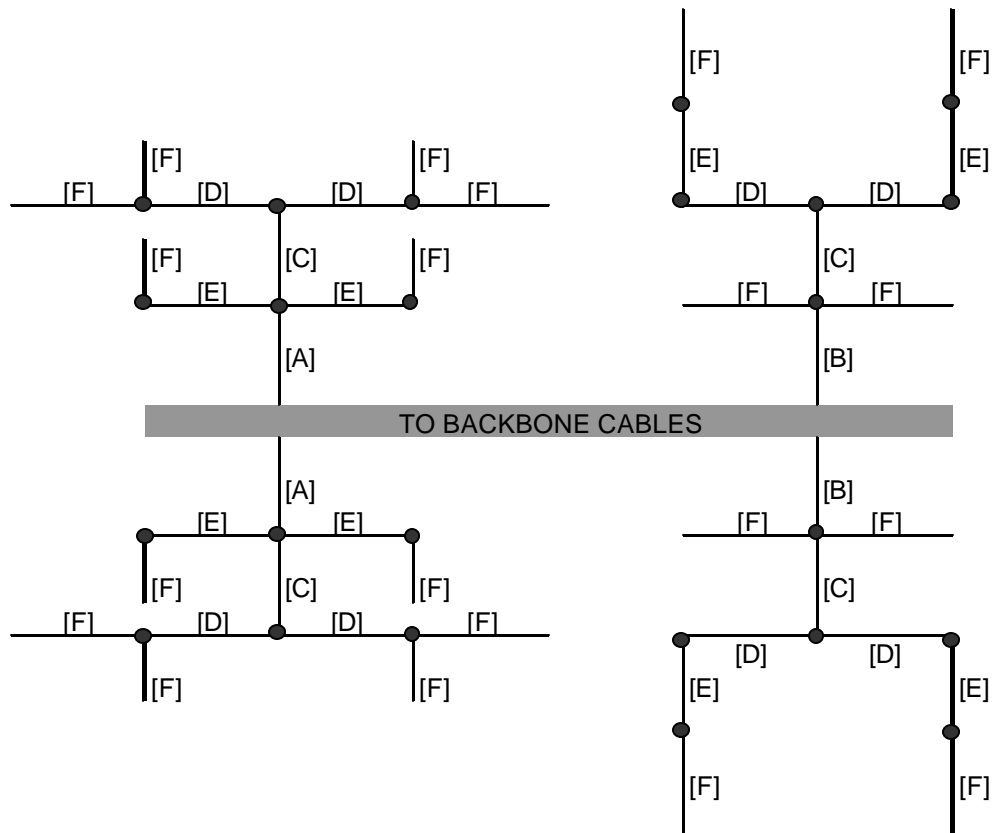 [F] [F]
[F] [F] [E] [E]
[F] [D] [D] [F] [D] [D]
[F] [C] [F] [C]
[E] [E] [F] [F]
[A] [B]
TO BACKBONE CABLES
[A] [B]
[E] [E] [F] [F]
[F] [C] [F] [C]
[F] [D] [D] [F]
[D] [D]
[F] [F] [E] [E]
[F] [F]